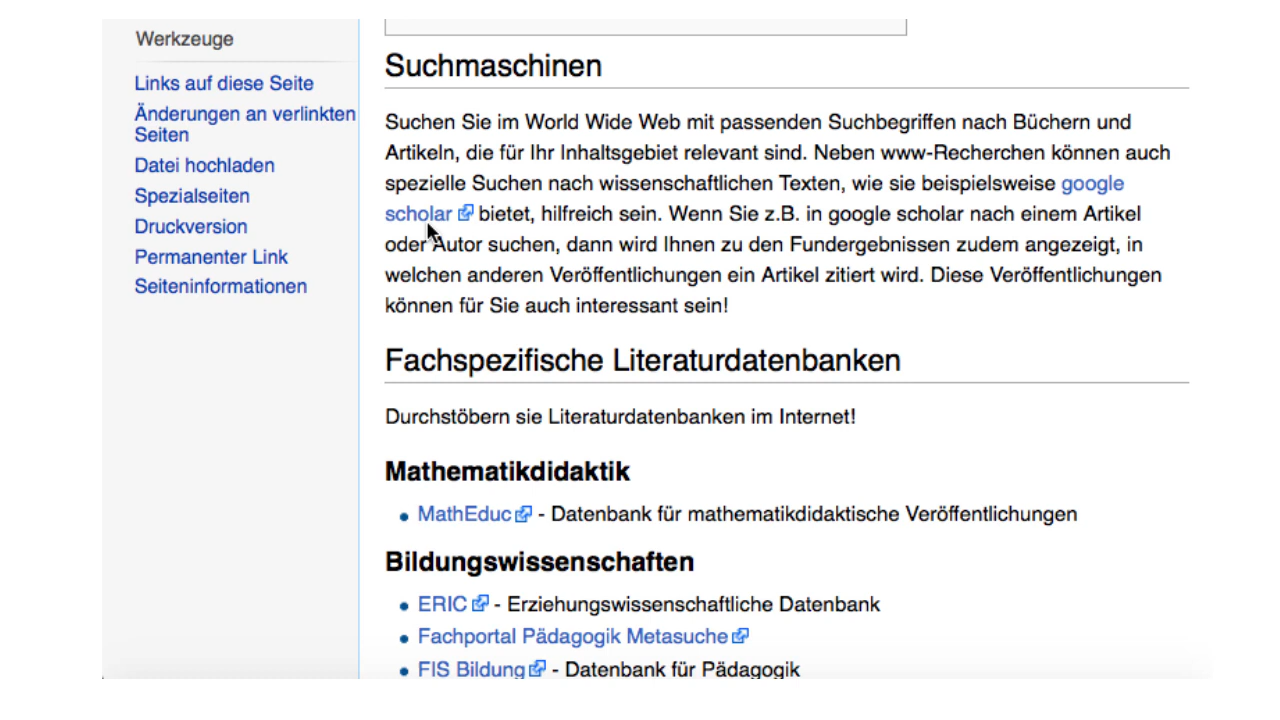 Werkzeuge
Links auf diese Seite
Änderungen an verlinkten
Seiten
Datei hochladen
Spezialseiten
Druckversion
Permanenter Link
Seiteninformationen
Suchmaschinen
Suchen Sie im World Wide Web mit passenden Suchbegriffen nach Büchern und
Artikeln, die für Ihr Inhaltsgebiet relevant sind. Neben www-Recherchen können auch
spezielle Suchen nach wissenschaftlichen Texten, wie sie beispielsweise google
scholar bietet, hilfreich sein. Wenn Sie z.B. in google scholar nach einem Artikel
oder Autor suchen, dann wird Ihnen zu den Fundergebnissen zudem angezeigt, in
welchen anderen Veröffentlichungen ein Artikel zitiert wird. Diese Veröffentlichungen
können für Sie auch interessant sein!
Fachspezifische Literaturdatenbanken
Durchstöbern sie Literaturdatenbanken im Internet!
Mathematikdidaktik
• MathEduc - Datenbank für mathematikdidaktische Veröffentlichungen
Bildungswissenschaften
• ERIC - Erziehungswissenschaftliche Datenbank
• Fachportal Pädagogik Metasuche
• FIS Bildung - Datenbank für Pädagogik